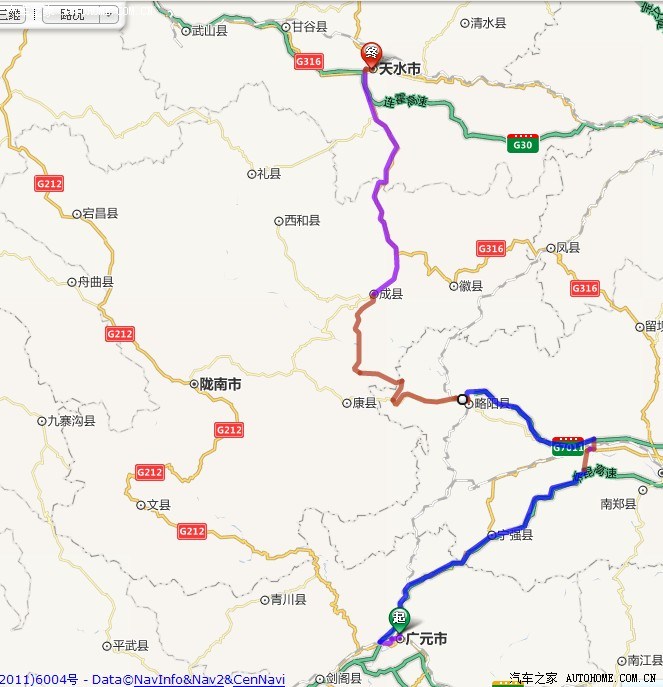 三维
路况
武山县
甘谷县
清水县
G316
终
天水市
连霍高速
G30
礼县
G212
宕昌县
西和县
凤县
G316
舟曲县
徽县
G316
成县
G212
留坝
陇南市
康县
略阳县
九寨沟县
G212
G7011
京昆高速
G212
南郑县
文县
G212
宁强县
青川县
起
广元市
平武县
南江县
2011)6004号 - Data©NavInfo&Nav2&CenNavi
剑阁县
汽车之家 AUTOHOME.COM.CN